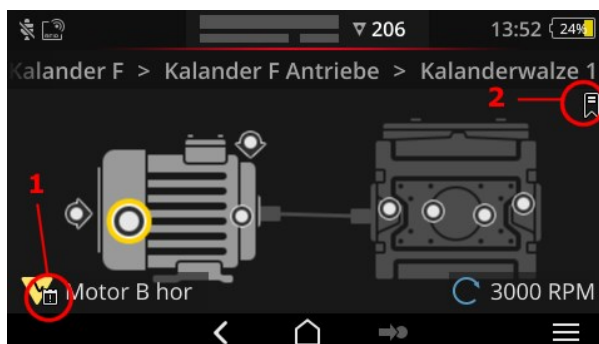 206 13:52 24%
Kalander F > Kalander F Antriebe > Kalanderwalze 1
2
1
Motor B hor 3000 RPM